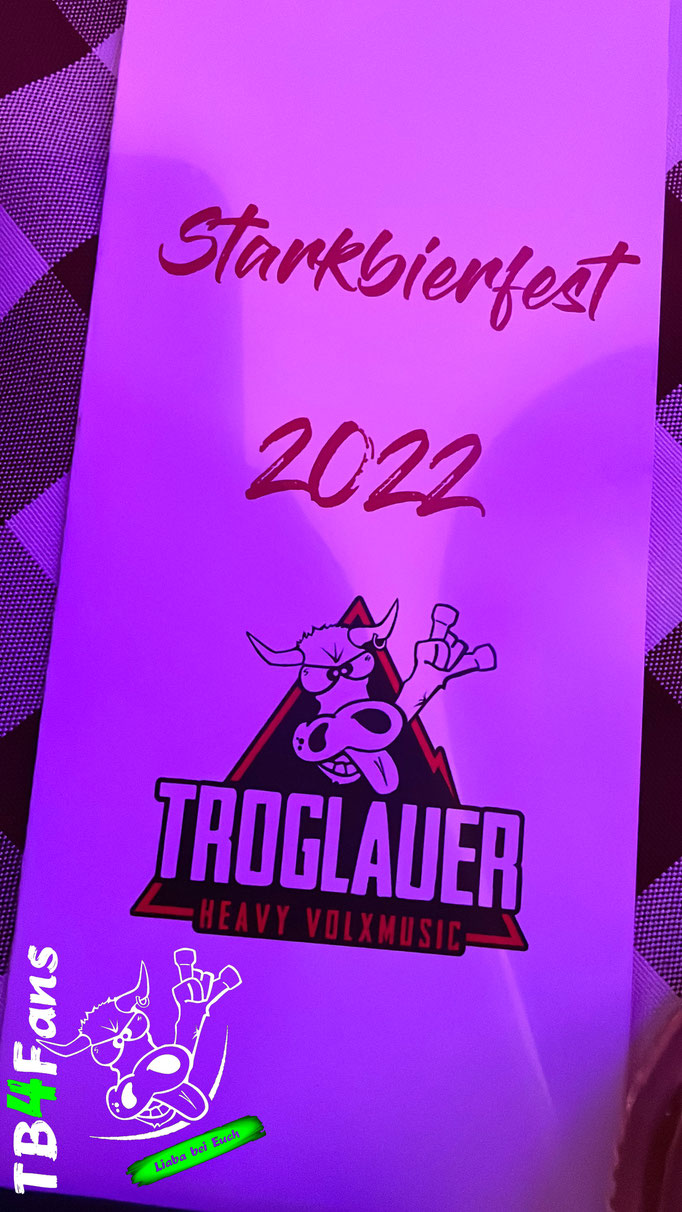 Starkbierfest
2022
TROGLAUER
HEAVY VOLXMUSIC
TB4Fans
Liaba bei Euch